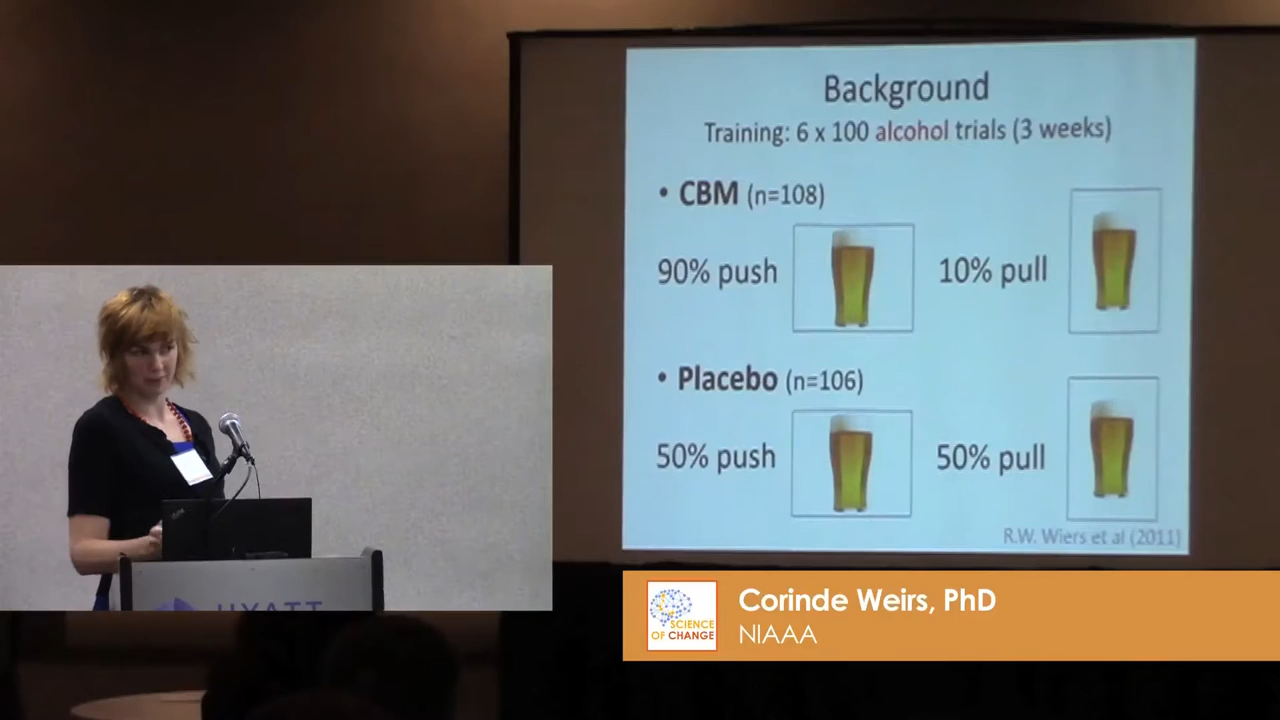 Background
Training: 6 x 100 alcohol trials (3 weeks)
• CBM (n=108)
90% push 10% pull
• Placebo (n=106)
50% push 50% pull
R.W. Wiers et al (2011)
HYATT
SCIENCE
OF CHANGE
Corinde Weirs, PhD
NIAAA